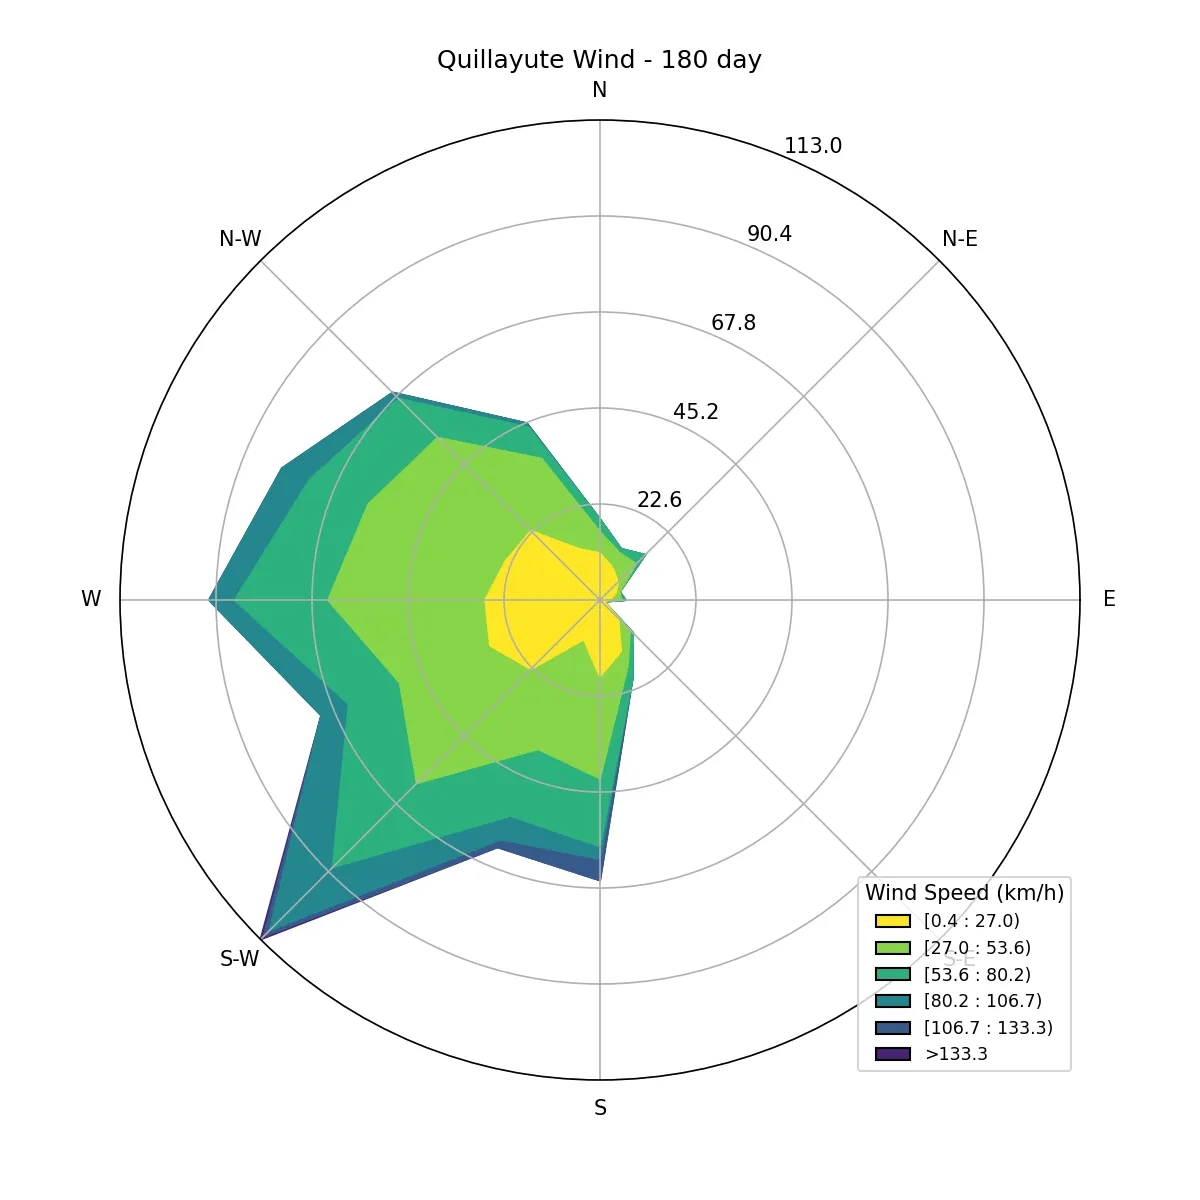 Quillayute Wind - 180 day
N
113.0
90.4
N-W
N-E
67.8
45.2
22.6
W
E
S-W
S-E
Wind Speed (km/h)
[0.4 : 27.0)
[27.0 : 53.6)
[53.6 : 80.2)
[80.2 : 106.7)
[106.7 : 133.3)
>133.3
S